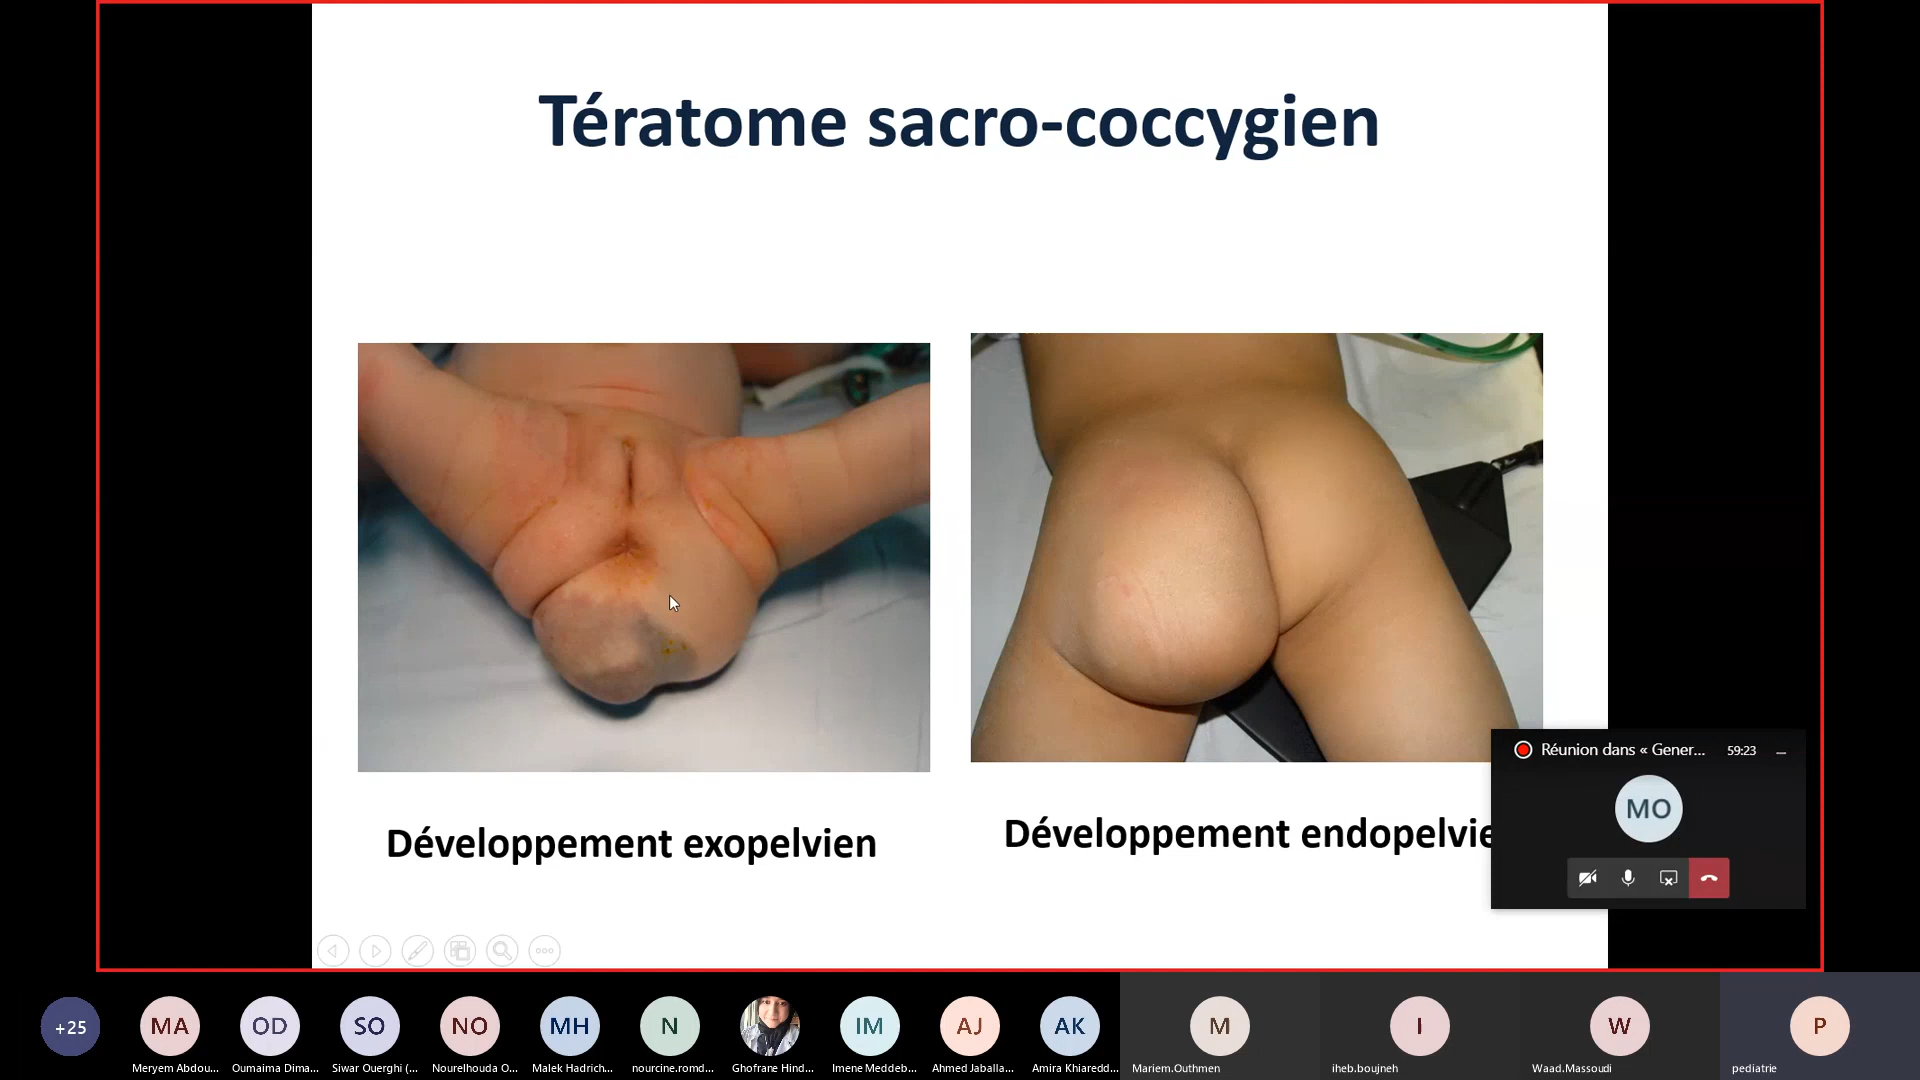 Tératome sacro-coccygien
Développement exopelvien
Développement endopelvie
Réunion dans « Gener... 59:23
MO
+25
MA
OD
SO
NO
MH
N
IM
AJ
AK
M
I
W
P
Meryem Abdou...
Oumaima Dima...
Siwar Ouerghi (...
Nourelhouda O...
Malek Hadrich...
nourcine.romd...
Ghofrane Hind...
Imene Meddeb...
Ahmed Jaballa...
Amira Khiaredd...
Mariem.Outhmen
iheb.boujneh
Waad.Massoudi
pediatrie